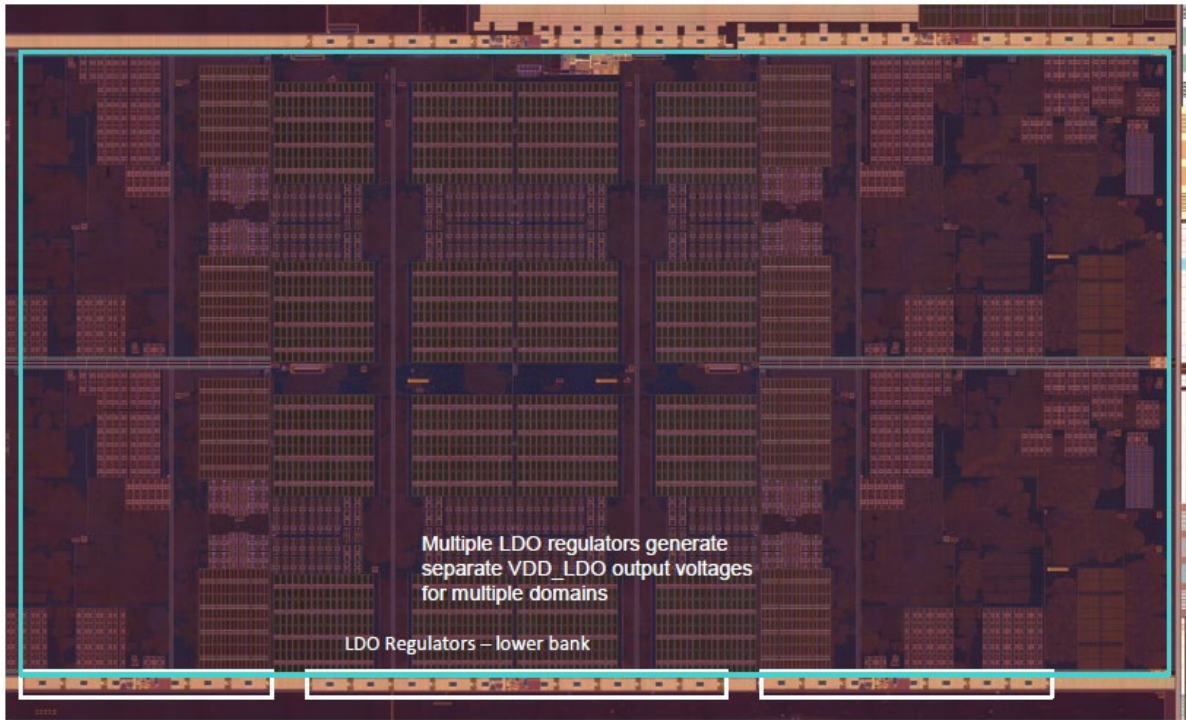 Multiple LDO regulators generate
separate VDD_LDO output voltages
for multiple domains
LDO Regulators – lower bank